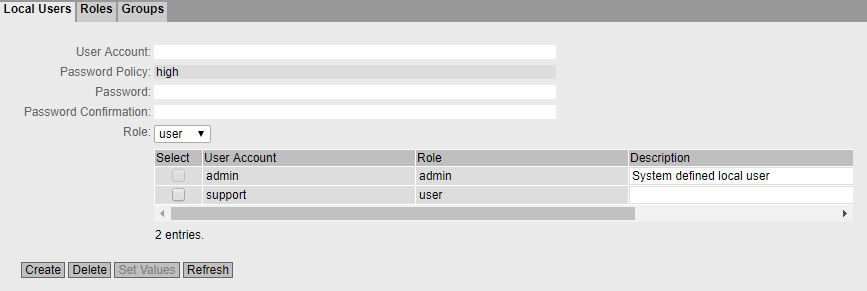 Local Users Roles Groups
User Account:
Password Policy: high
Password:
Password Confirmation:
Role: user
Select User Account Role Description
admin admin System defined local user
support user
2 entries.
Create Delete Set Values Refresh